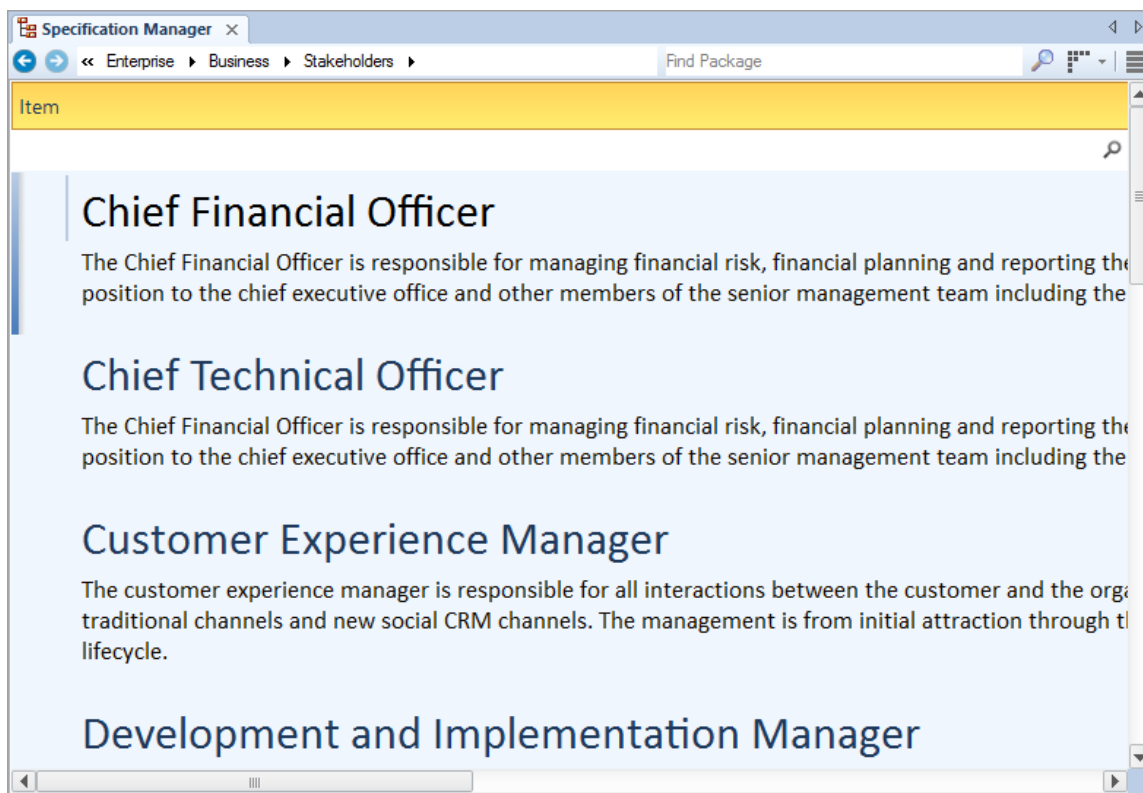 Specification Manager
« Enterprise Business Stakeholders Find Package
Item
Chief Financial Officer
The Chief Financial Officer is responsible for managing financial risk, financial planning and reporting the
position to the chief executive office and other members of the senior management team including the
Chief Technical Officer
The Chief Financial Officer is responsible for managing financial risk, financial planning and reporting the
position to the chief executive office and other members of the senior management team including the
Customer Experience Manager
The customer experience manager is responsible for all interactions between the customer and the
traditional channels and new social CRM channels. The management is from initial attraction through
lifecycle.
Development and Implementation Manager